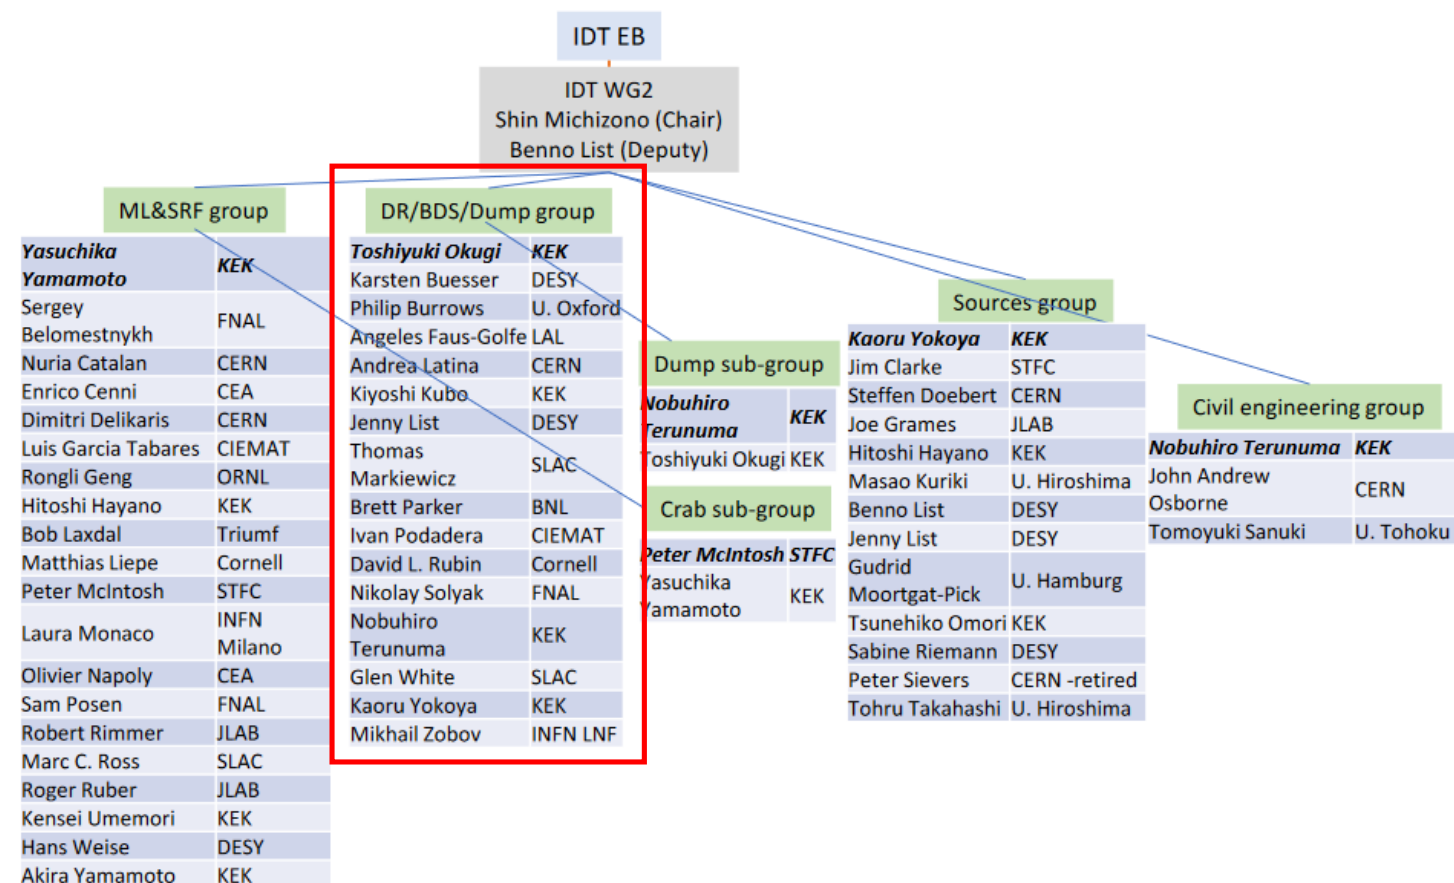 IDT EB
IDT WG2
Shin Michizono (Chair)
Benno List (Deputy)
ML&SRF group
Yasuchika
Yamamoto KEK
Sergey
Belomestnykh FNAL
Nuria Catalan CERN
Enrico Cenni CEA
Dimitri Delikaris CERN
Luis Garcia Tabares CIEMAT
Rongli Geng ORNL
Hitoshi Hayano KEK
Bob Laxdal Triumf
Matthias Liepe Cornell
Peter McIntosh STFC
Laura Monaco INFN
Milano
Olivier Napoly CEA
Sam Posen FNAL
Robert Rimmer JLAB
Marc C. Ross SLAC
Roger Ruber JLAB
Kensei Umemori KEK
Hans Weise DESY
Akira Yamamoto KEK
DR/BDS/Dump group
Toshiyuki Okugi KEK
Karsten Buesser DESY
Philip Burrows U. Oxford
Angeles Faus-Golfe LAL
Andrea Latina CERN
Kiyoshi Kubo KEK
Jenny List DESY
Thomas
Markiewicz SLAC
Brett Parker BNL
Ivan Podadera CIEMAT
David L. Rubin Cornell
Nikolay Solyak FNAL
Nobuhiro
Terunuma KEK
Glen White SLAC
Kaoru Yokoya KEK
Mikhail Zobov INFN LNF
Dump sub-group
Nobuhiro
Terunuma KEK
Toshiyuki Okugi KEK
Crab sub-group
Peter McIntosh STFC
Yasuchika
Yamamoto KEK
Sources group
Kaoru Yokoya KEK
Jim Clarke STFC
Steffen Doebert CERN
Joe Grames JLAB
Hitoshi Hayano KEK
Masao Kuriki U. Hiroshima
Benno List DESY
Jenny List DESY
Gudrid
Moortgat-Pick U. Hamburg
Tsunehiko Omori KEK
Sabine Riemann DESY
Peter Sievers CERN -retired
Tohru Takahashi U. Hiroshima
Civil engineering group
Nobuhiro Terunuma KEK
John Andrew
Osborne CERN
Tomoyuki Sanuki U. Tohoku